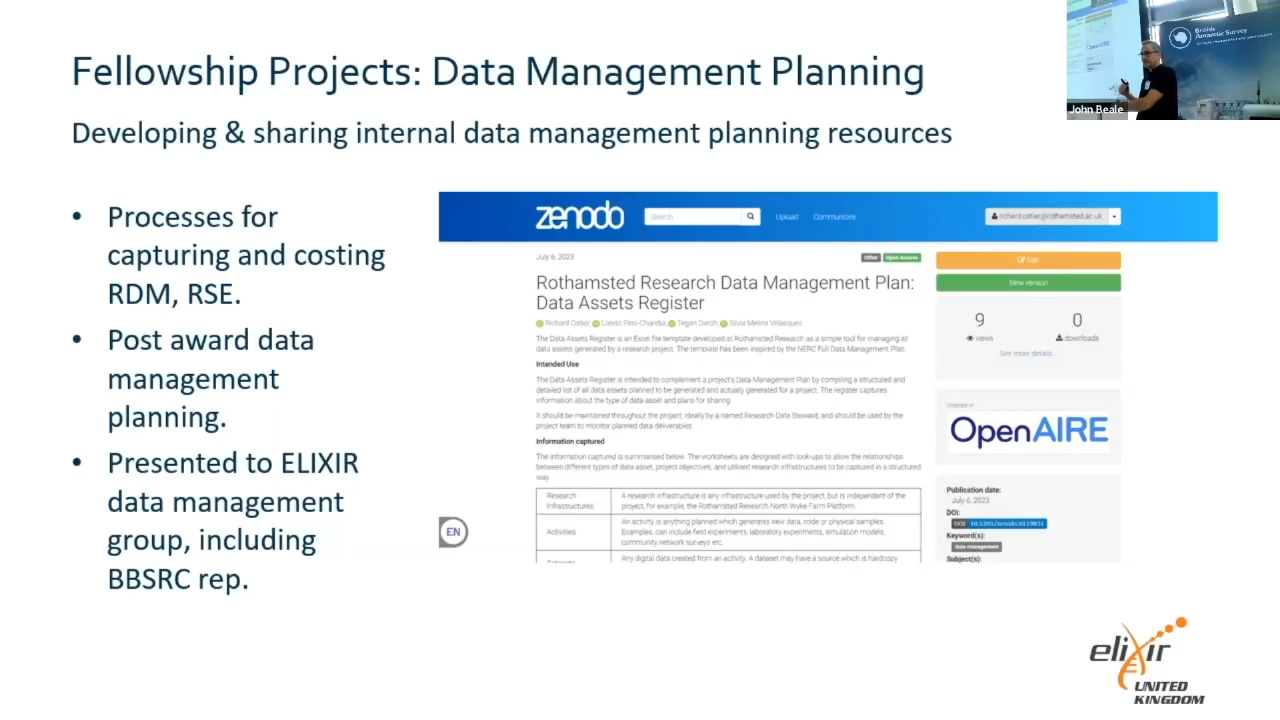 Fellowship Projects: Data Management Planning
Developing & sharing internal data management planning resources
• Processes for
capturing and costing
RDM, RSE.
• Post award data
management
planning.
• Presented to ELIXIR
data management
group, including
BBSRC rep.
British
Antarctic Survey
OpenAIRE
John Beale
zenodo
Search
Upload
Communities
richard.ostler@rothamsted.ac.uk
July 6, 2023
Other
Open Access
Rothamsted Research Data Management Plan:
Data Assets Register
Richard Ostler; Tegan Darch; Silvia Melina Velasquez
The Data Assets Register is an Excel file template developed at Rothamsted Research as a simple tool for managing all
data assets generated by a research project. The template has been inspired by the NERC Full Data Management Plan.
Intended Use
The Data Assets Register is intended to complement a project's Data Management Plan by compiling a structured and
detailed list of all data assets planned to be generated and actually generated for a project. The register captures
information about the type of data asset and plans for sharing
It should be maintained throughout the project, ideally by a named Research Data Steward, and should be used by the
project team to monitor planned data deliverables
Information captured
The information captured is summarised below. The worksheets are designed with look-ups to allow the relationships
between different types of data asset, project objectives, and utilised research infrastructures to be captured in a structured
way
Research
Infrastructures
A research infrastructure is any infrastructure used by the project, but is independent of the
project, for example, the Rothamsted Research North Wyke Farm Platform.
Activities
An activity is anything planned which generates new data, code or physical samples.
Examples, can include field experiments, laboratory experiments, simulation models,
community network surveys etc.
Any digital data created from an activity. A dataset may have a source which is hardcopy
Edit
New version
9
views
0
downloads
See more details...
Indexed in
OpenAIRE
Publication date:
July 6, 2023
DOI:
DOI
Keyword(s):
Data management
Subject(s):
EN
elixir
UNITED
KINGDOM